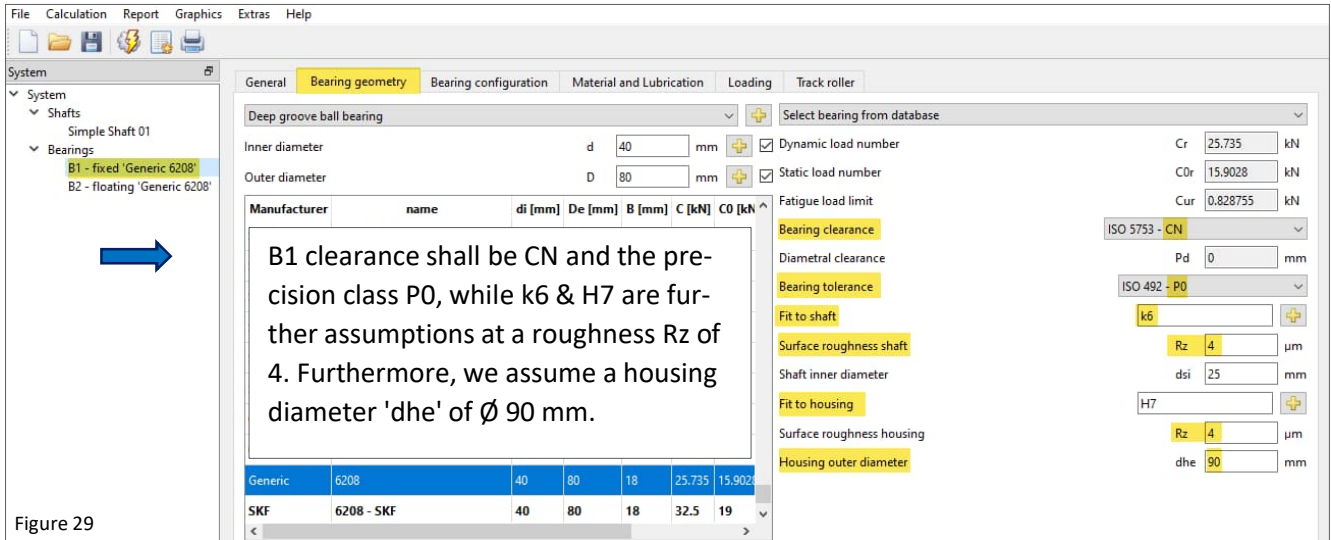 File Calculation Report Graphics Extras Help
System
System
Shafts
Simple Shaft 01
Bearings
B1 - fixed 'Generic 6208'
B2 - floating 'Generic 6208'
General Bearing geometry Bearing configuration Material and Lubrication Loading Track roller
Deep groove ball bearing
Inner diameter d 40 mm
Outer diameter D 80 mm
Manufacturer name di [mm] De [mm] B [mm] C [kN] C0 [kN
B1 clearance shall be CN and the pre-
cision class P0, while k6 & H7 are fur-
ther assumptions at a roughness Rz of
4. Furthermore, we assume a housing
diameter 'dhe' of Ø 90 mm.
Generic 6208 40 80 18 25.735 15.9028
SKF 6208 - SKF 40 80 18 32.5 19
Select bearing from database
Dynamic load number Cr 25.735 kN
Static load number C0r 15.9028 kN
Fatigue load limit Cur 0.828755 kN
Bearing clearance ISO 5753 - CN
Diametral clearance Pd 0 mm
Bearing tolerance ISO 492 - P0
Fit to shaft k6
Surface roughness shaft Rz 4 µm
Shaft inner diameter dsi 25 mm
Fit to housing H7
Surface roughness housing Rz 4 µm
Housing outer diameter dhe 90 mm
Figure 29